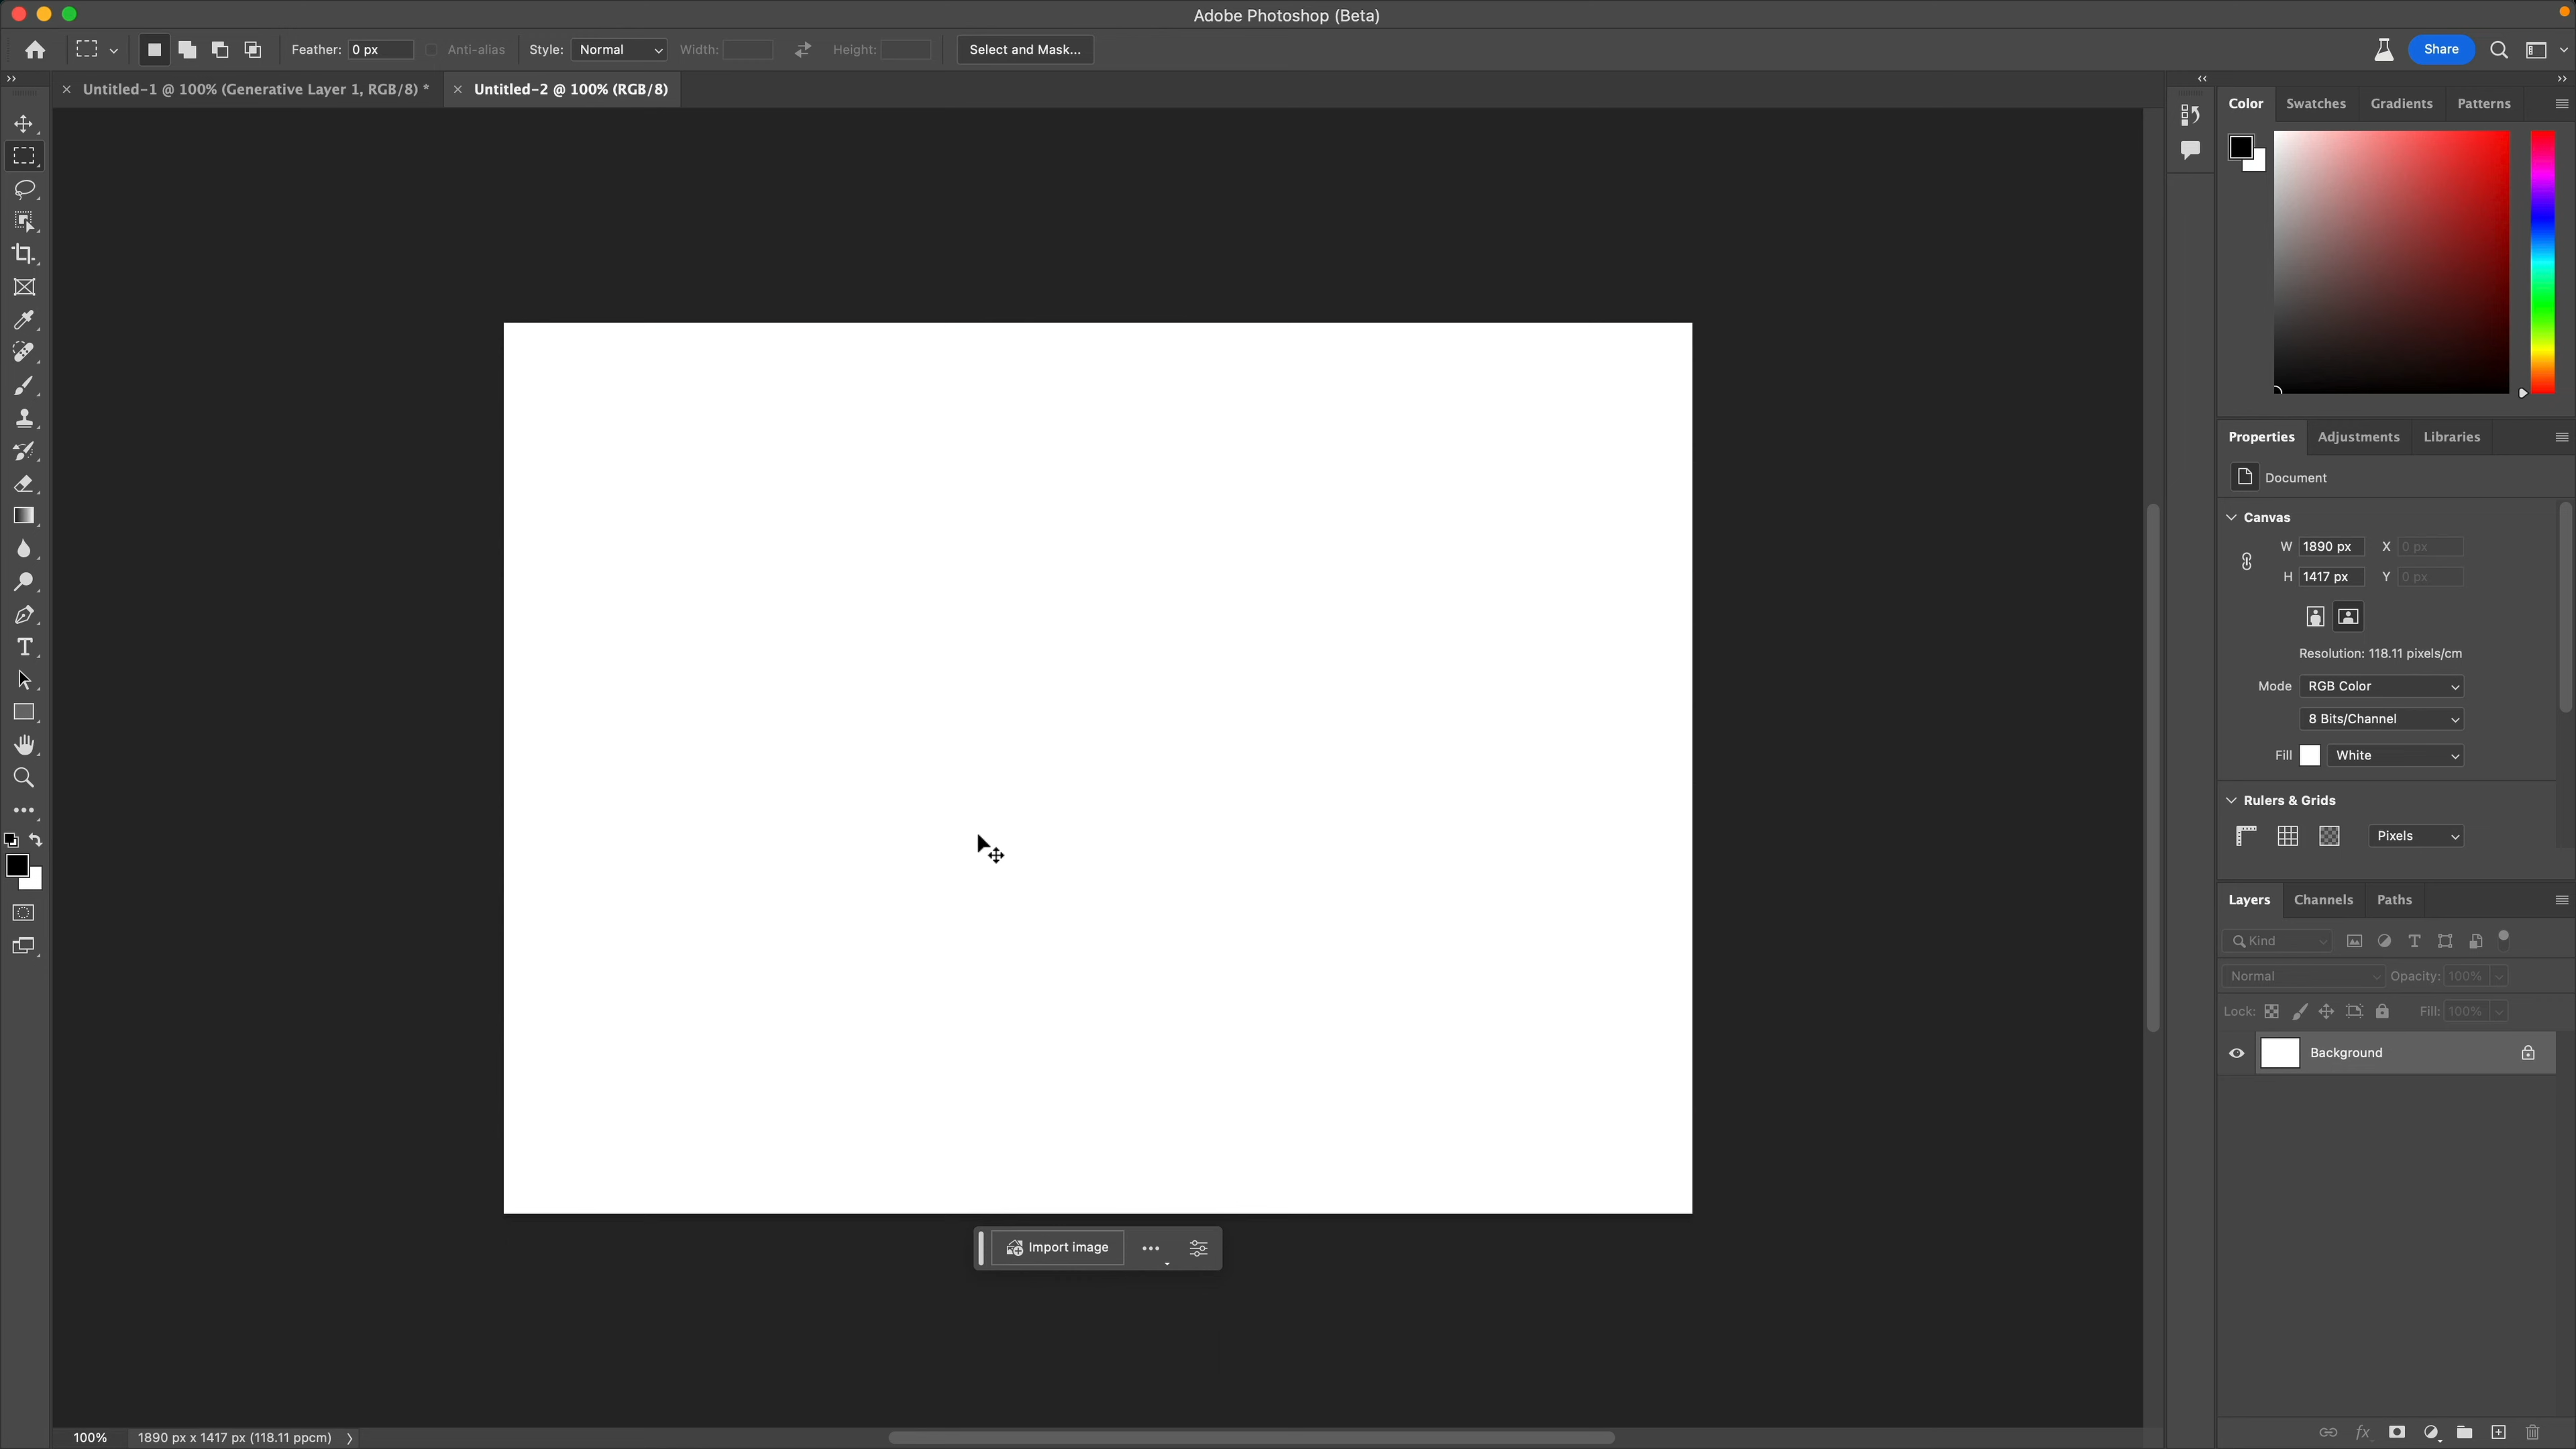 Adobe Photoshop (Beta)
Feather: 0 px Anti-alias Style: Normal Width: Height: Select and Mask... Share
Untitled-1 @ 100% (Generative Layer 1, RGB/8) * Untitled-2 @ 100% (RGB/8)
Color Swatches Gradients Patterns
Properties Adjustments Libraries
Document
Canvas
W 1890 px X 0 px
H 1417 px Y 0 px
Resolution: 118.11 pixels/cm
Mode RGB Color
8 Bits/Channel
Fill White
Rulers & Grids
Pixels
Layers Channels Paths
Kind
Normal Opacity: 100%
Lock: Fill: 100%
Background
Import image
fx
100% 1890 px x 1417 px (118.11 ppcm)